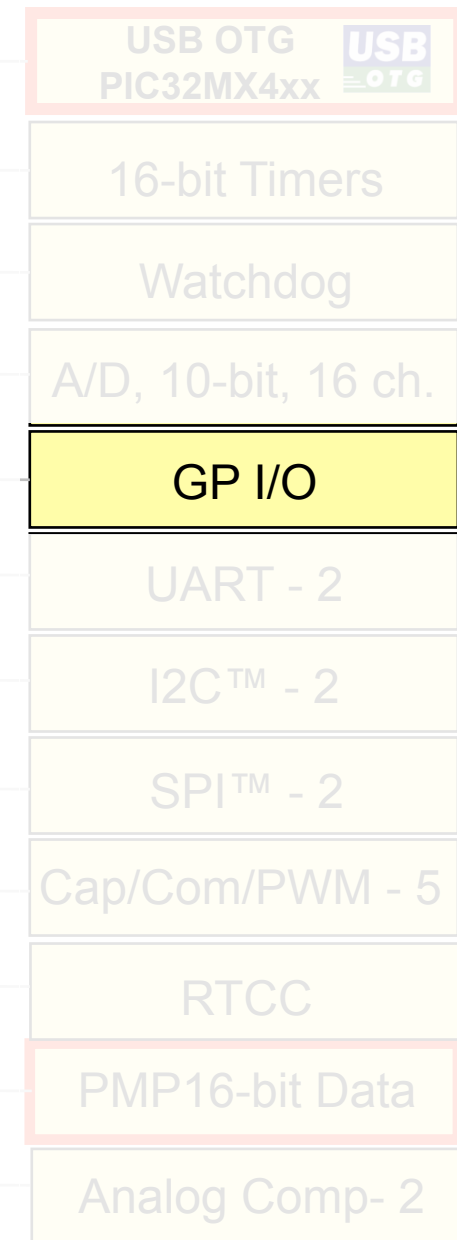 USB OTG
PIC32MX4xx
USB
OTG
16-bit Timers
Watchdog
A/D, 10-bit, 16 ch.
GP I/O
UART - 2
I2C™ - 2
SPI™ - 2
Cap/Com/PWM - 5
RTCC
PMP16-bit Data
Analog Comp- 2